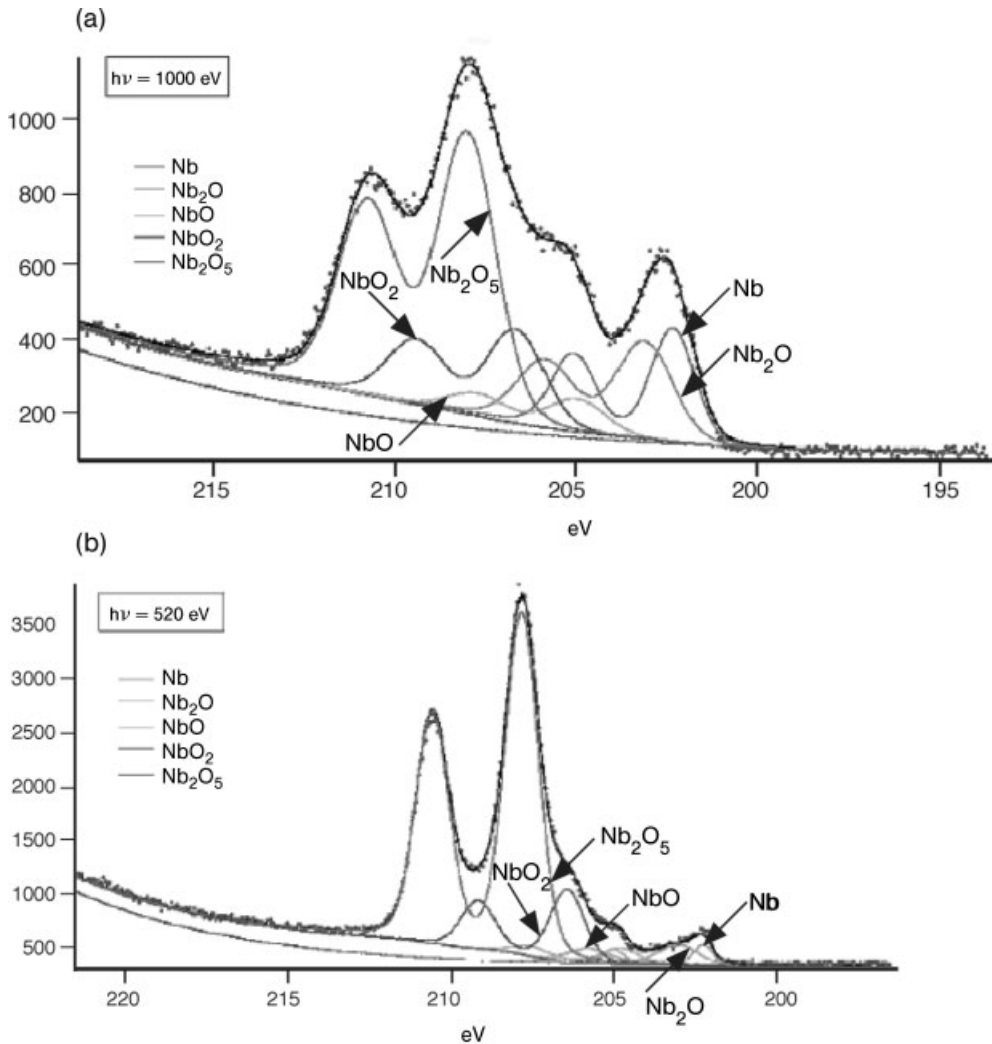 (a)
hν = 1000 eV
Nb
Nb₂O
NbO
NbO₂
Nb₂O₅
1000
800
600
400
200
NbO₂
Nb₂O₅
Nb
Nb₂O
NbO
215
210
205
200
195
eV
(b)
hν = 520 eV
Nb
Nb₂O
NbO
NbO₂
Nb₂O₅
3500
3000
2500
2000
1500
1000
500
Nb₂O₅
NbO₂
NbO
Nb
Nb₂O
220
215
210
205
200
eV